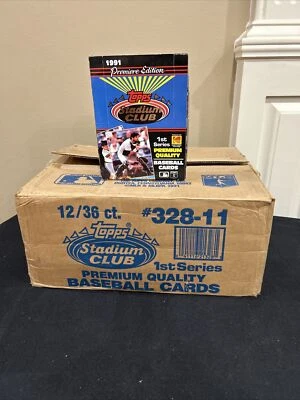 1991
Premiere Edition
Topps
Stadium
CLUB
1st
Series
PREMIUM
QUALITY
BASEBALL
CARDS
12/36 ct. #328-11
Topps
Stadium
CLUB
1st Series
PREMIUM QUALITY
BASEBALL CARDS